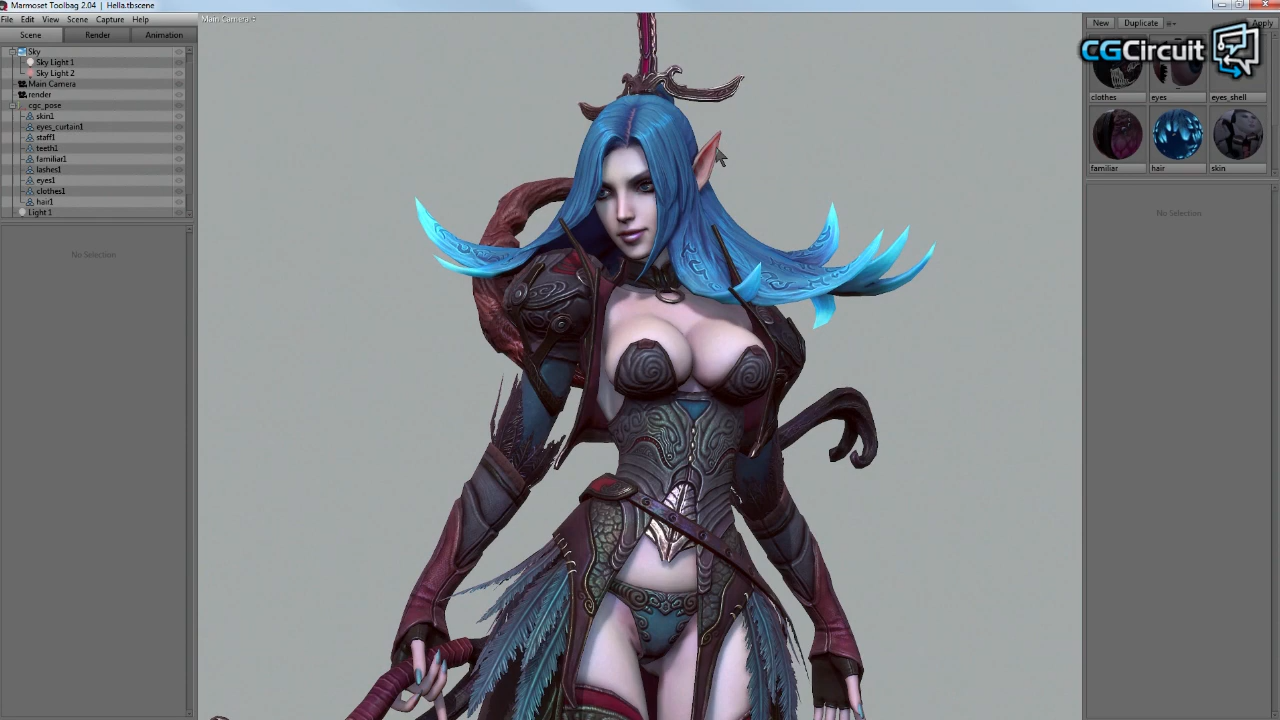 Marmoset Toolbag 2.04 | Hella.tbscene
File Edit View Scene Capture Help
Scene Render Animation
Sky
Sky Light 1
Sky Light 2
Main Camera
render
cgc_pose
skin1
eyes_curtain1
staff1
teeth1
familiar1
lashes1
eyes1
clothes1
hair1
Light 1
No Selection
Main Camera
New Duplicate Apply
CGCircuit
clothes eyes eyes_shell
familiar hair skin
No Selection